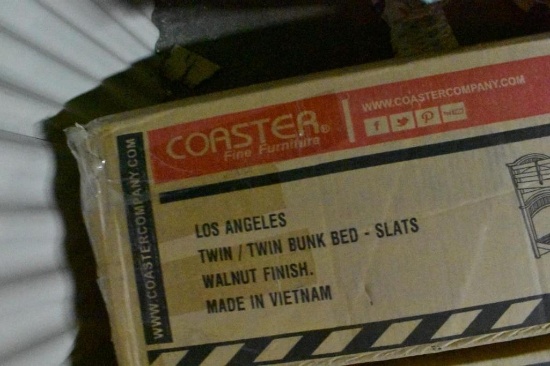 COASTER®
Fine Furniture
WWW.COASTERCOMPANY.COM
WWW.COASTERCOMPANY.COM
LOS ANGELES
TWIN / TWIN BUNK BED - SLATS
WALNUT FINISH.
MADE IN VIETNAM